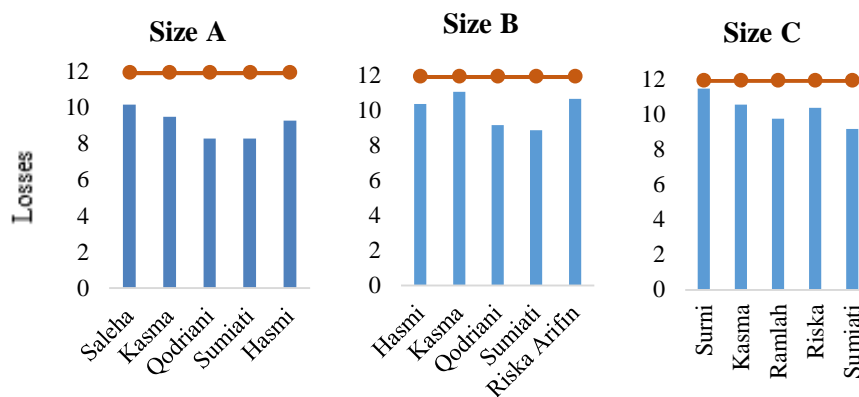 Size A
Size B
Size C
Losses
12
10
8
6
4
2
0
Saleha
Kasma
Qodriani
Sumiati
Hasmi
12
10
8
6
4
2
0
Hasmi
Kasma
Qodriani
Sumiati
Riska Arifin
12
10
8
6
4
2
0
Surni
Kasma
Ramlah
Riska
Sumiati